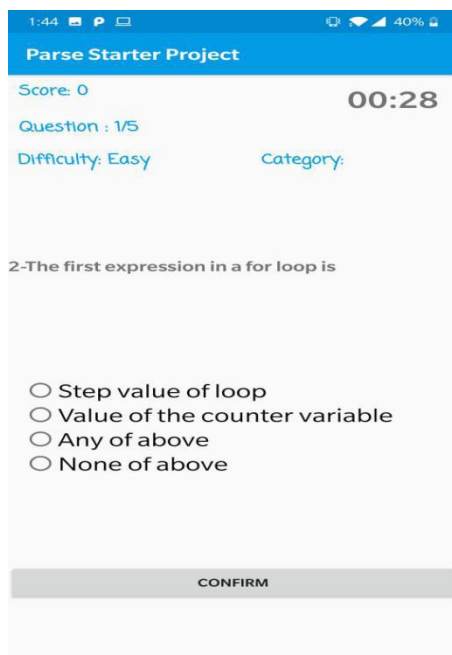 1:44 P 40%
Parse Starter Project
Score: 0
00:28
Question : 1/5
Difficulty: Easy Category:
2-The first expression in a for loop is
Step value of loop
Value of the counter variable
Any of above
None of above
CONFIRM